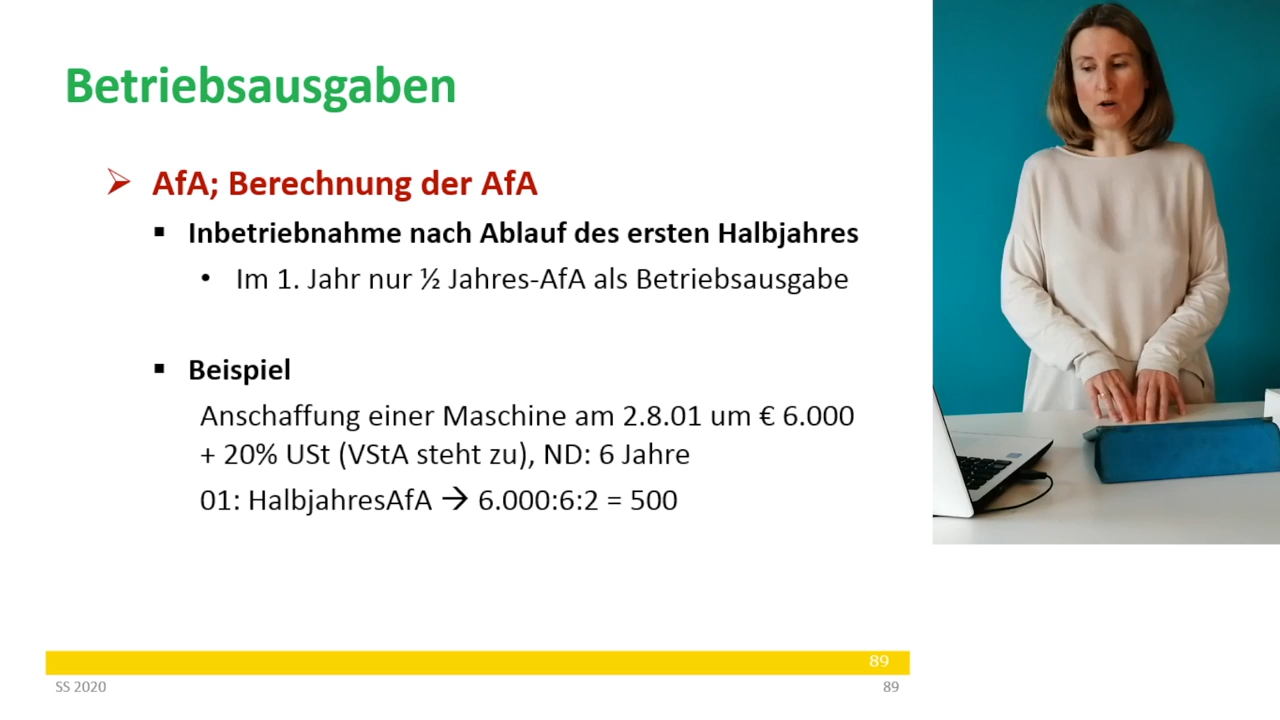 Betriebsausgaben
➢ AfA; Berechnung der AfA
▪ Inbetriebnahme nach Ablauf des ersten Halbjahres
• Im 1. Jahr nur ½ Jahres-AfA als Betriebsausgabe
▪ Beispiel
Anschaffung einer Maschine am 2.8.01 um € 6.000
+ 20% USt (VStA steht zu), ND: 6 Jahre
01: HalbjahresAfA → 6.000:6:2 = 500
89
SS 2020
89